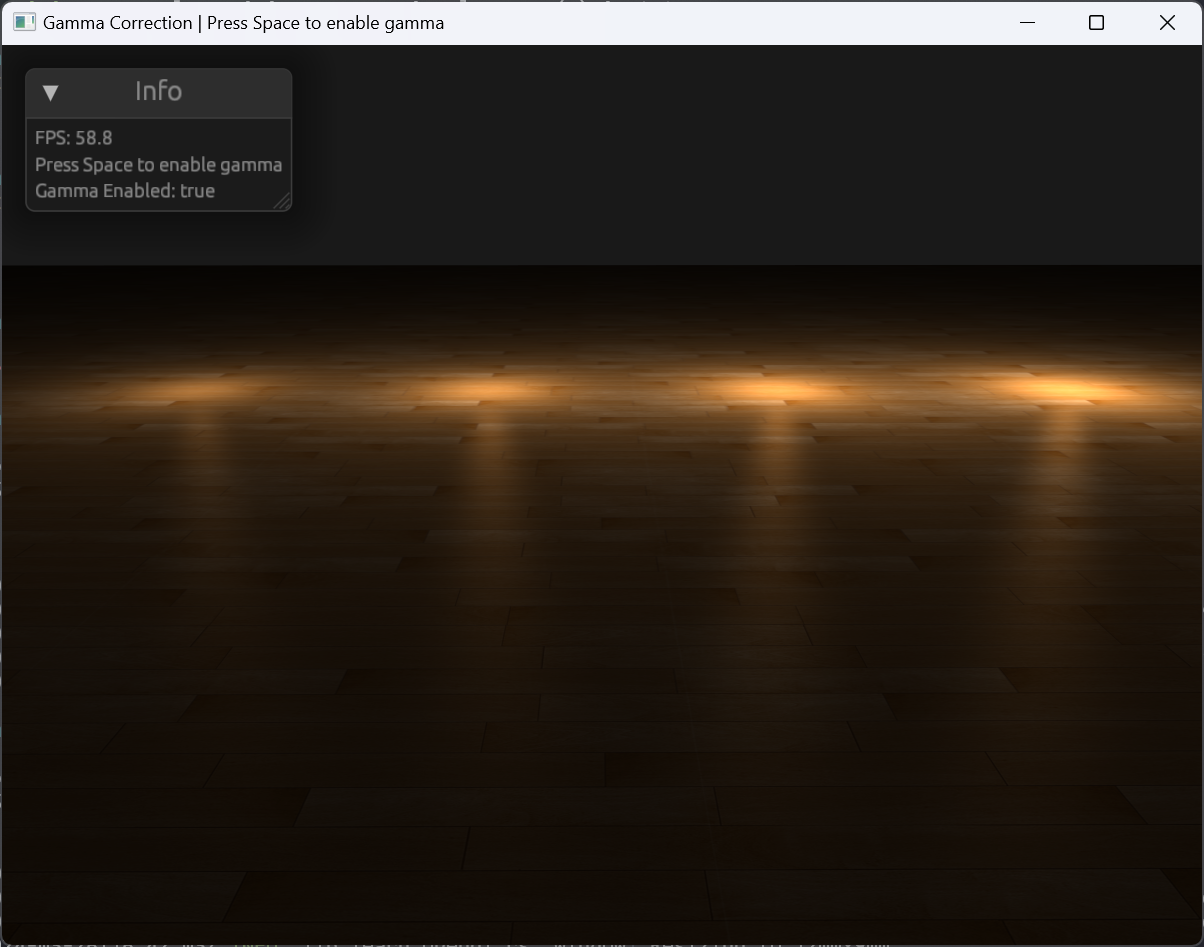 Gamma Correction | Press Space to enable gamma
Info
FPS: 58.8
Press Space to enable gamma
Gamma Enabled: true